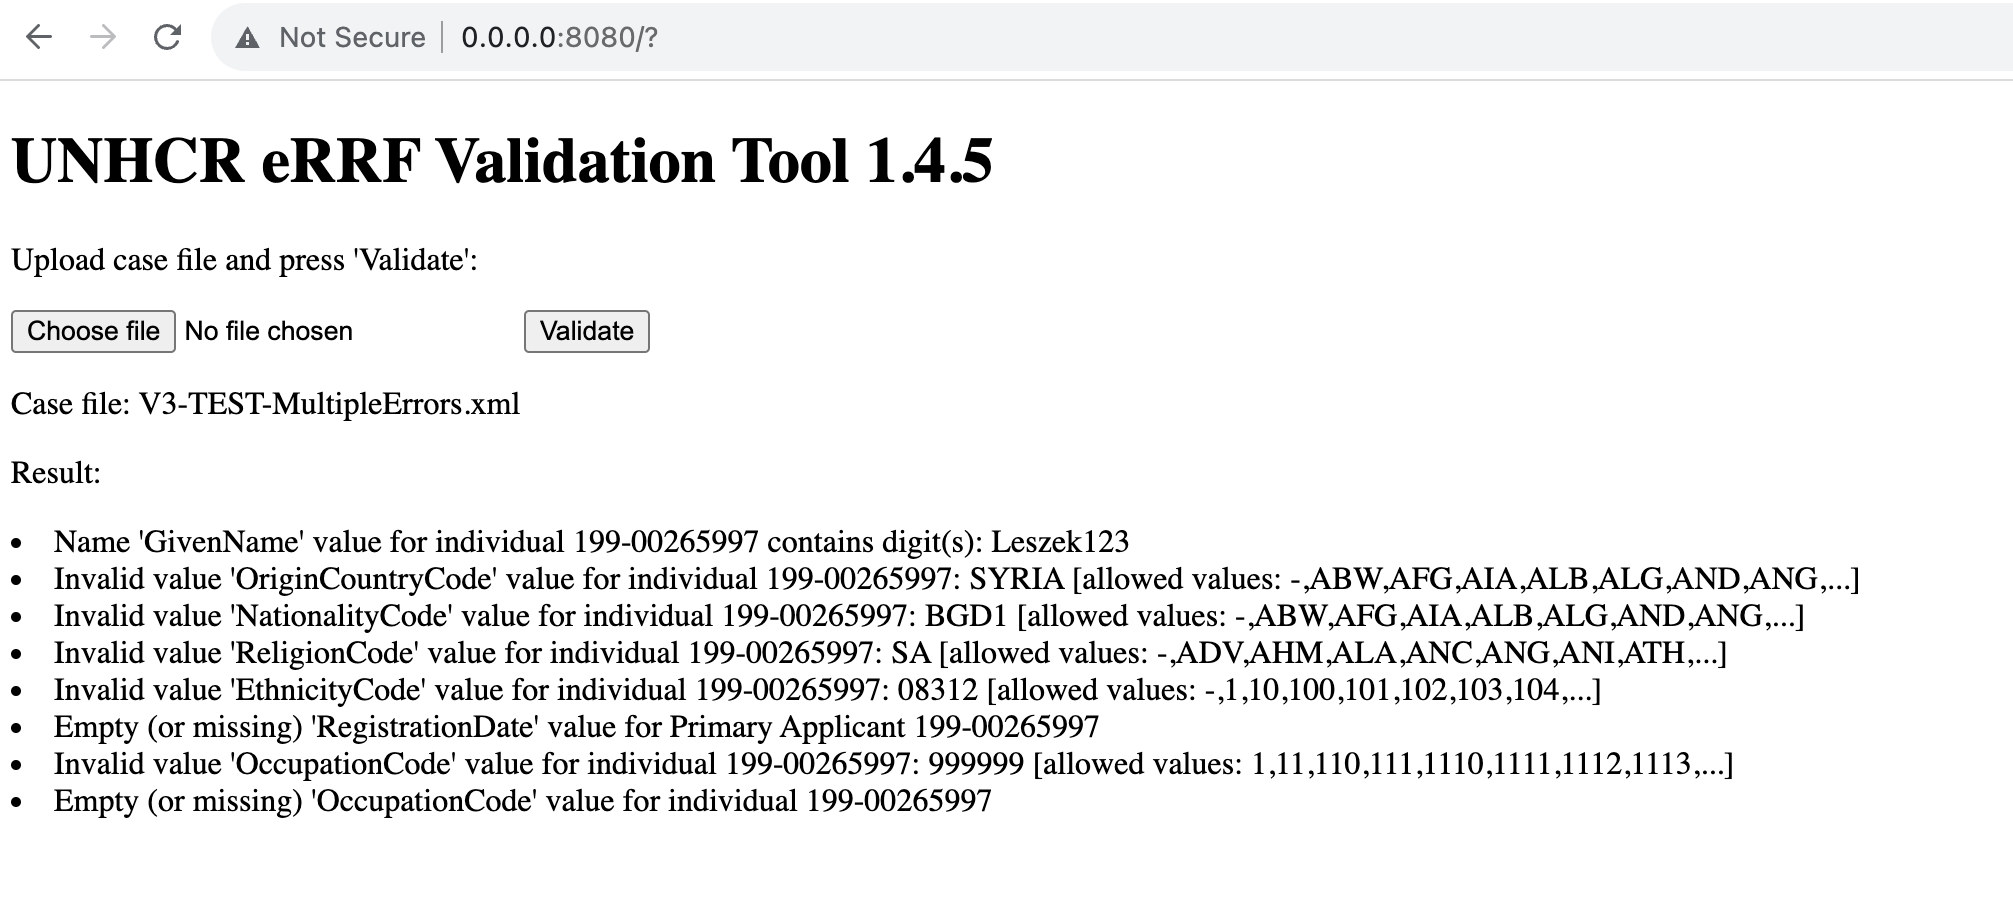 Not Secure | 0.0.0.0:8080/?
UNHCR eRRF Validation Tool 1.4.5
Upload case file and press 'Validate':
Choose file No file chosen Validate
Case file: V3-TEST-MultipleErrors.xml
Result:
• Name 'GivenName' value for individual 199-00265997 contains digit(s): Leszek123
• Invalid value 'OriginCountryCode' value for individual 199-00265997: SYRIA [allowed values: -,ABW,AFG,AIA,ALB,ALG,AND,ANG,...]
• Invalid value 'NationalityCode' value for individual 199-00265997: BGD1 [allowed values: -,ABW,AFG,AIA,ALB,ALG,AND,ANG,...]
• Invalid value 'ReligionCode' value for individual 199-00265997: SA [allowed values: -,ADV,AHM,ALA,ANC,ANG,ANI,ATH,...]
• Invalid value 'EthnicityCode' value for individual 199-00265997: 08312 [allowed values: -,1,10,100,101,102,103,104,...]
• Empty (or missing) 'RegistrationDate' value for Primary Applicant 199-00265997
• Invalid value 'OccupationCode' value for individual 199-00265997: 999999 [allowed values: 1,11,110,111,1110,1111,1112,1113,...]
• Empty (or missing) 'OccupationCode' value for individual 199-00265997